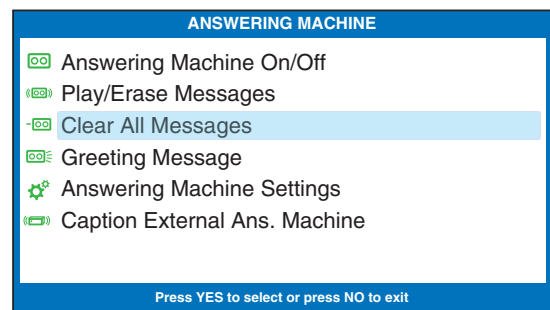 ANSWERING MACHINE
Answering Machine On/Off
Play/Erase Messages
Clear All Messages
Greeting Message
Answering Machine Settings
Caption External Ans. Machine
Press YES to select or press NO to exit